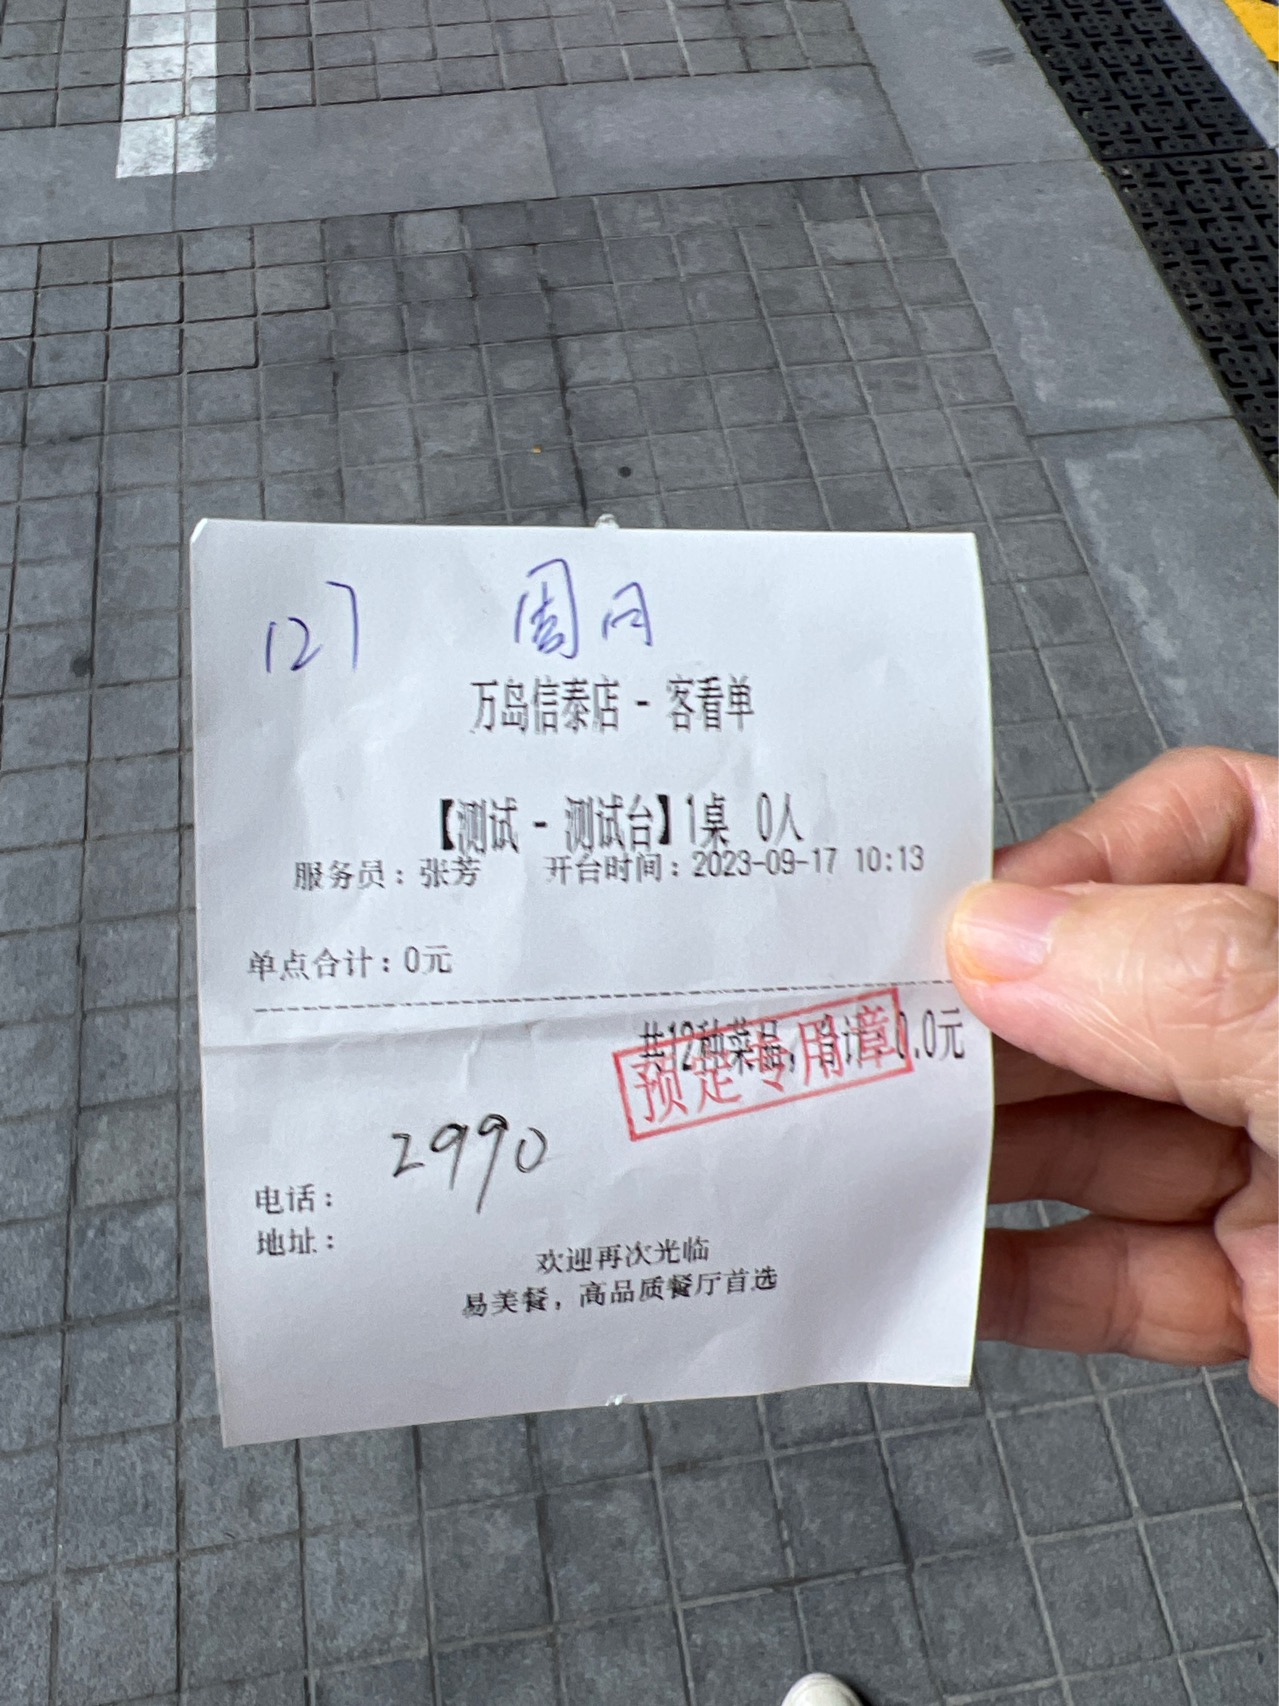 127 周同
万岛信泰店 - 客看单
【测试 - 测试台】1桌 0人
服务员：张芳 开台时间：2023-09-17 10:13
单点合计：0元
共12种菜品，合计：0.0元
预定专用章
2990
电话：
地址：
欢迎再次光临
易美餐，高品质餐厅首选